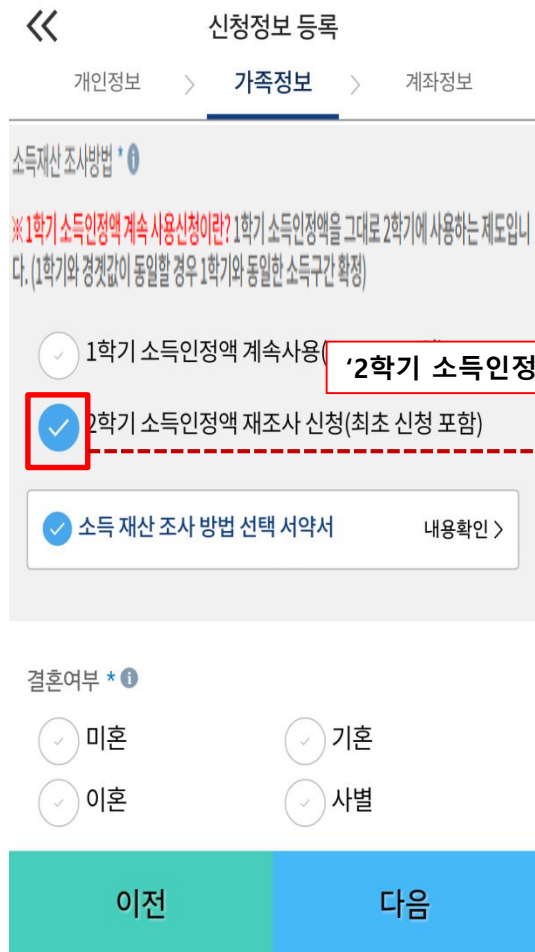 신청정보 등록
개인정보 > 가족정보 > 계좌정보
소득재산 조사방법 *
※1학기 소득인정액 계속 사용신청이란? 1학기 소득인정액을 그대로 2학기에 사용하는 제도입니
다. (1학기와 경곗값이 동일할 경우 1학기와 동일한 소득구간 확정)
1학기 소득인정액 계속사용(
‘2학기 소득인정
2학기 소득인정액 재조사 신청(최초 신청 포함)
소득 재산 조사 방법 선택 서약서 내용확인 >
결혼여부 *
미혼 기혼
이혼 사별
이전 다음